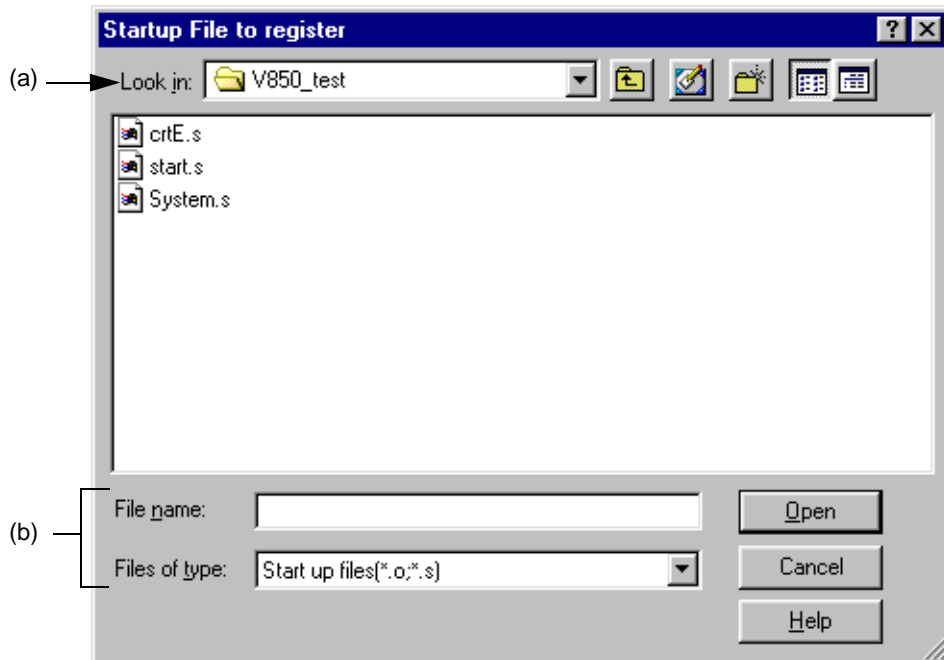 Startup File to register
(a)
Look in:
V850_test
crtE.s
start.s
System.s
(b)
File name:
Open
Files of type:
Start up files(*.o;*.s)
Cancel
Help